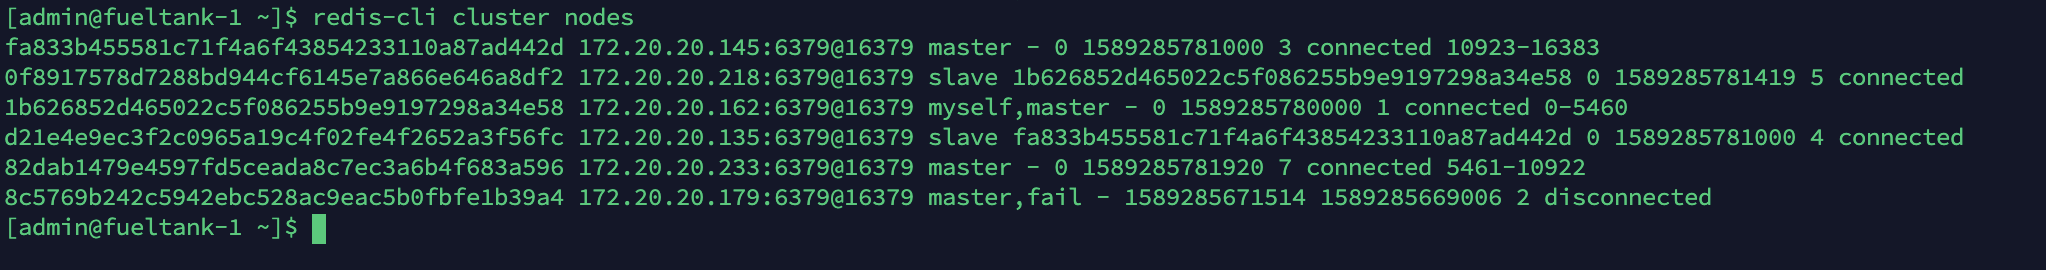 [admin@fueltank-1 ~]$ redis-cli cluster nodes
fa833b455581c71f4a6f43854233110a87ad442d 172.20.20.145:6379@16379 master - 0 1589285781000 3 connected 10923-16383
0f8917578d7288bd944cf6145e7a866e646a8df2 172.20.20.218:6379@16379 slave 1b626852d465022c5f086255b9e9197298a34e58 0 1589285781419 5 connected
1b626852d465022c5f086255b9e9197298a34e58 172.20.20.162:6379@16379 myself,master - 0 1589285780000 1 connected 0-5460
d21e4e9ec3f2c0965a19c4f02fe4f2652a3f56fc 172.20.20.135:6379@16379 slave fa833b455581c71f4a6f43854233110a87ad442d 0 1589285781000 4 connected
82dab1479e4597fd5ceada8c7ec3a6b4f683a596 172.20.20.233:6379@16379 master - 0 1589285781920 7 connected 5461-10922
8c5769b242c5942ebc528ac9eac5b0fbfe1b39a4 172.20.20.179:6379@16379 master,fail - 1589285671514 1589285669006 2 disconnected
[admin@fueltank-1 ~]$